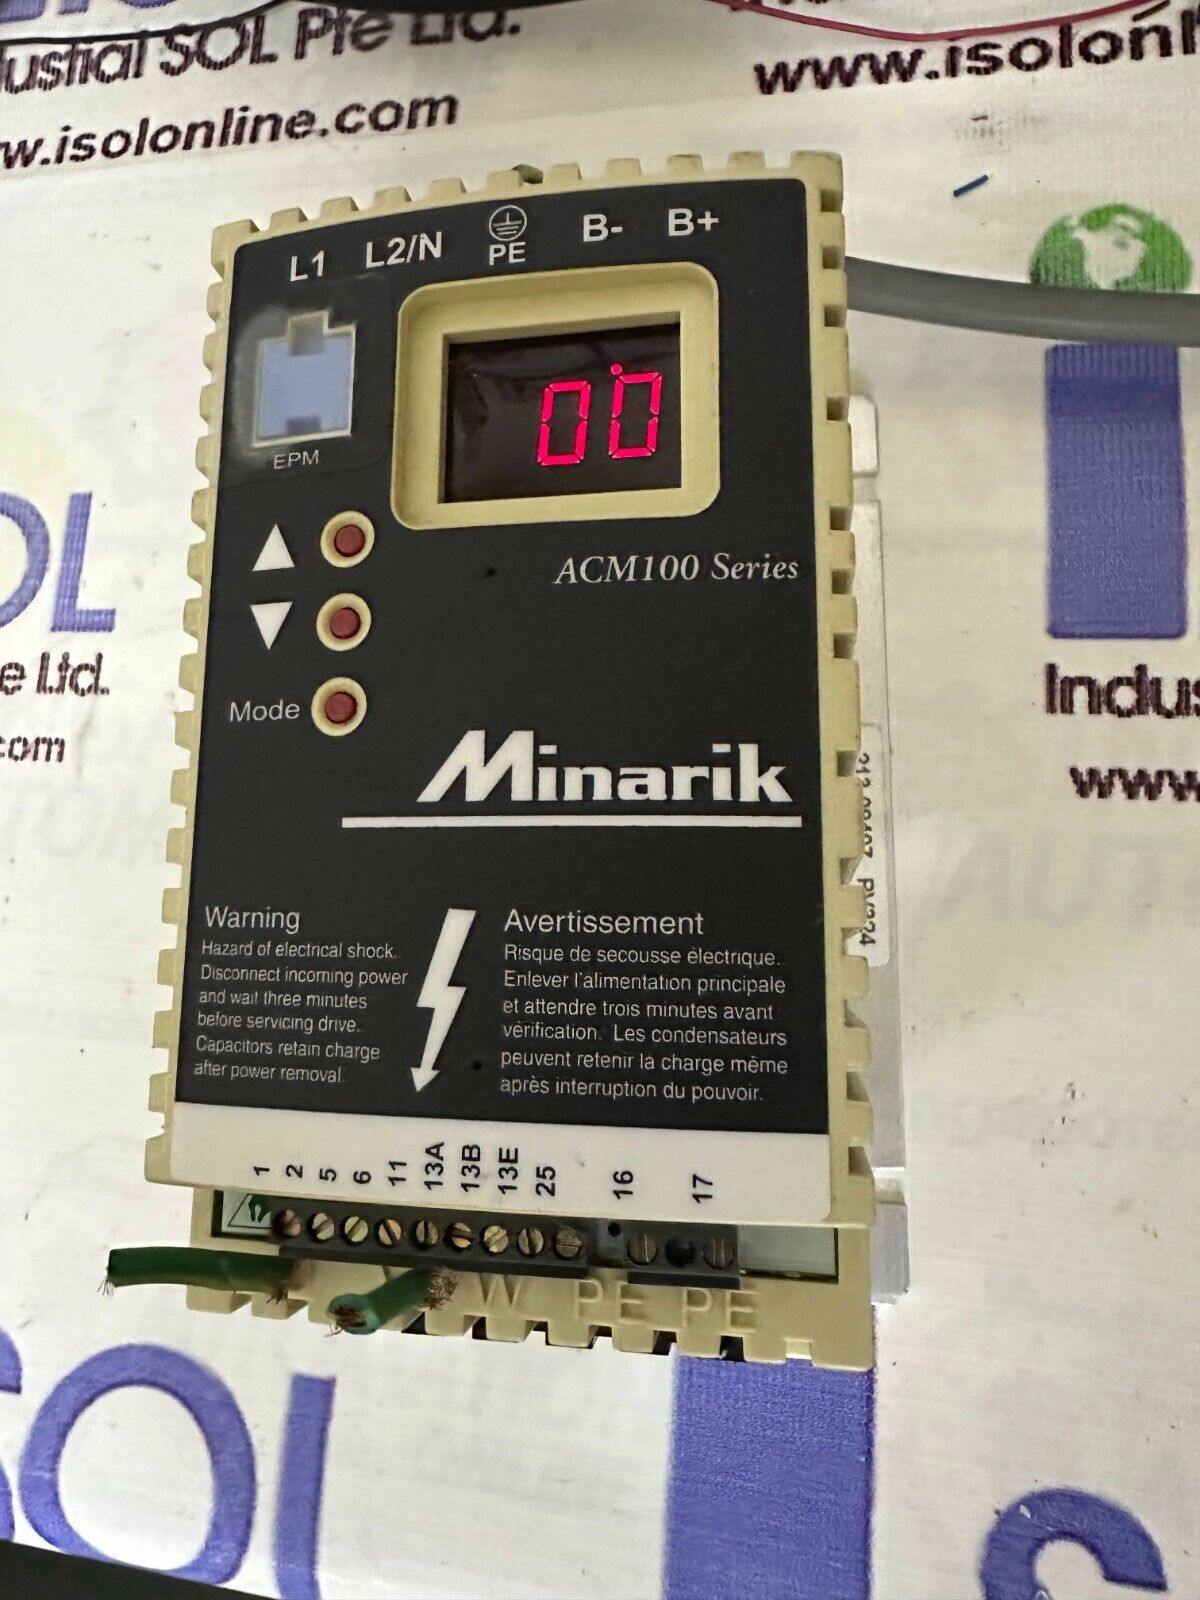 SOL Pte Ltd.
www.isolonl
w.isolonline.com
L1 L2/N PE B- B+
00
EPM
ACM100 Series
Mode
Minarik
OL
e Ltd.
com
Indus
www.
Warning
Hazard of electrical shock.
Disconnect incoming power
and wait three minutes
before servicing drive.
Capacitors retain charge
after power removal.
Avertissement
Risque de secousse électrique.
Enlever l'alimentation principale
et attendre trois minutes avant
vérification. Les condensateurs
peuvent retenir la charge même
après interruption du pouvoir.
1 2 5 6 11 13A 13B 13E 25 16 17
W PE PE
SOL
S